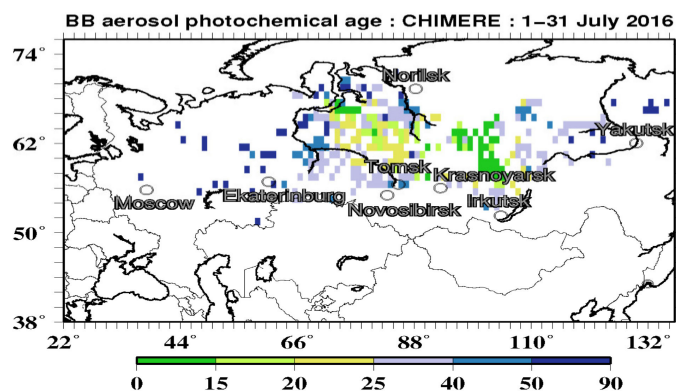 BB aerosol photochemical age : CHIMERE : 1–31 July 2016
74°
Norilsk
62°
Yakutsk
Tomsk
Krasnoyarsk
Ekaterinburg
Moscow
Novosibirsk
Irkutsk
50°
38°
22° 44° 66° 88° 110° 132°
0 15 20 25 40 50 90